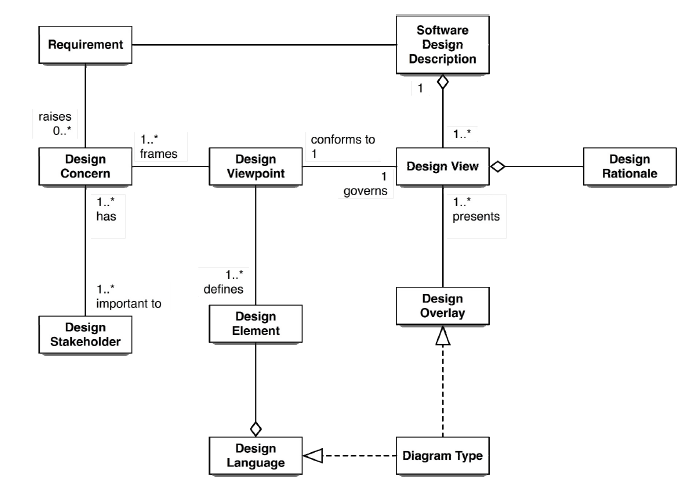 Requirement
Software
Design
Description
1
raises
0..*
1..*
frames
conforms to
1
1..*
1
governs
Design
Concern
Design
Viewpoint
Design View
Design
Rationale
1..*
has
1..*
presents
1..*
important to
1..*
defines
Design
Stakeholder
Design
Element
Design
Overlay
Design
Language
Diagram Type